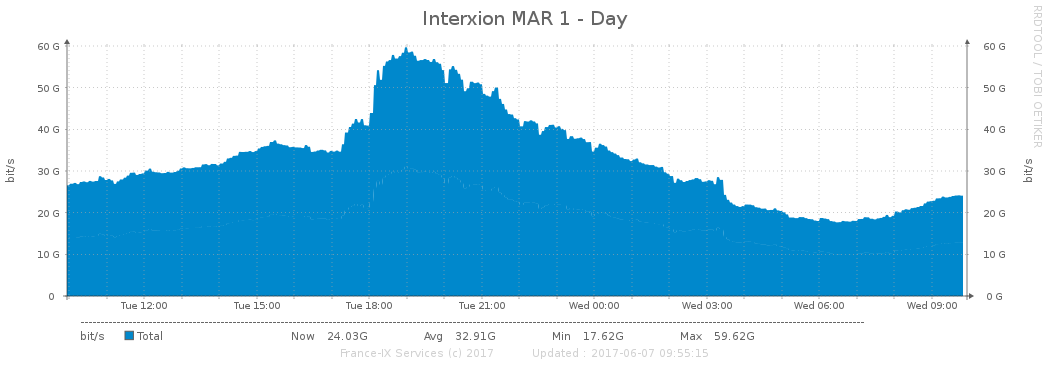 Interxion MAR 1 - Day
RRDTOOL / TOBI OETIKER
60 G 60 G
50 G 50 G
40 G 40 G
30 G 30 G
20 G 20 G
10 G 10 G
0 0 G
bit/s
bit/s
Tue 12:00 Tue 15:00 Tue 18:00 Tue 21:00 Wed 00:00 Wed 03:00 Wed 06:00 Wed 09:00
bit/s Total Now 24.03G Avg 32.91G Min 17.62G Max 59.62G
France-IX Services (c) 2017 Updated : 2017-06-07 09:55:15